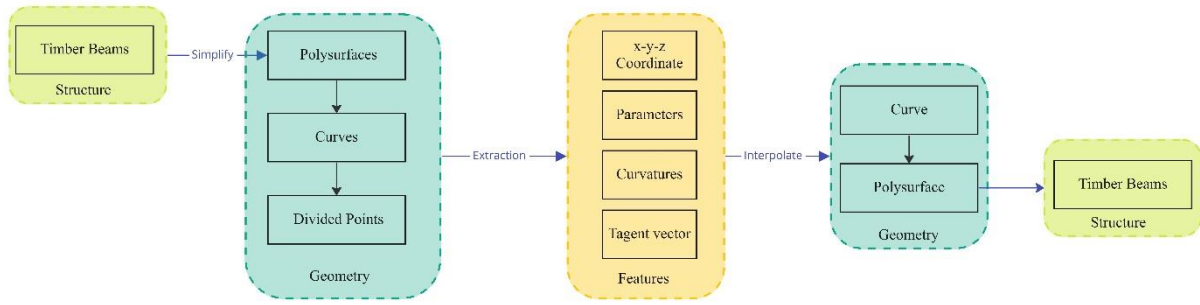 Timber Beams
Structure
Simplify
Polysurfaces
Curves
Divided Points
Geometry
Extraction
x-y-z
Coordinate
Parameters
Curvatures
Tagent vector
Features
Interpolate
Curve
Polysurface
Geometry
Timber Beams
Structure